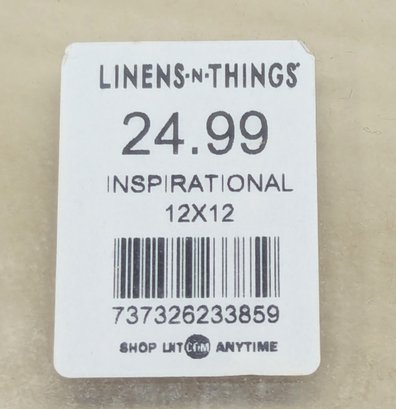 LINENS·N·THINGS
24.99
INSPIRATIONAL
12X12
737326233859
SHOP LNT.COM ANYTIME